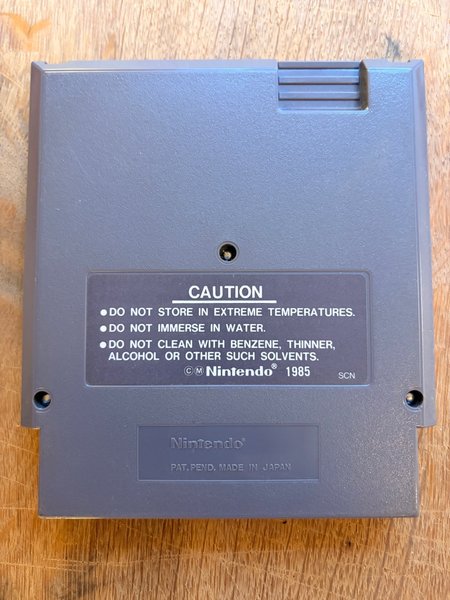 CAUTION
●DO NOT STORE IN EXTREME TEMPERATURES.
●DO NOT IMMERSE IN WATER.
●DO NOT CLEAN WITH BENZENE, THINNER,
ALCOHOL OR OTHER SUCH SOLVENTS.
ⒸⓂ Nintendo® 1985 SCN
Nintendo®
PAT. PEND. MADE IN JAPAN